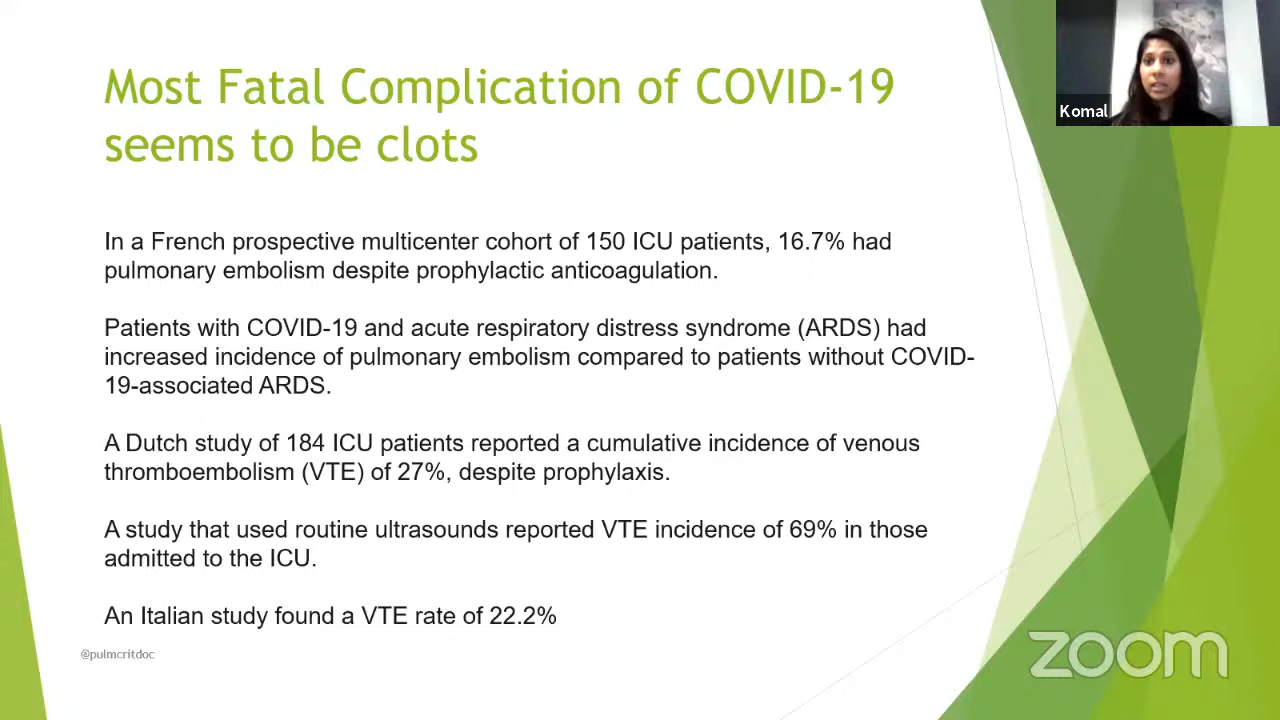 Most Fatal Complication of COVID-19
seems to be clots
Komal
In a French prospective multicenter cohort of 150 ICU patients, 16.7% had
pulmonary embolism despite prophylactic anticoagulation.
Patients with COVID-19 and acute respiratory distress syndrome (ARDS) had
increased incidence of pulmonary embolism compared to patients without COVID-
19-associated ARDS.
A Dutch study of 184 ICU patients reported a cumulative incidence of venous
thromboembolism (VTE) of 27%, despite prophylaxis.
A study that used routine ultrasounds reported VTE incidence of 69% in those
admitted to the ICU.
An Italian study found a VTE rate of 22.2%
@pulmcritdoc
zoom